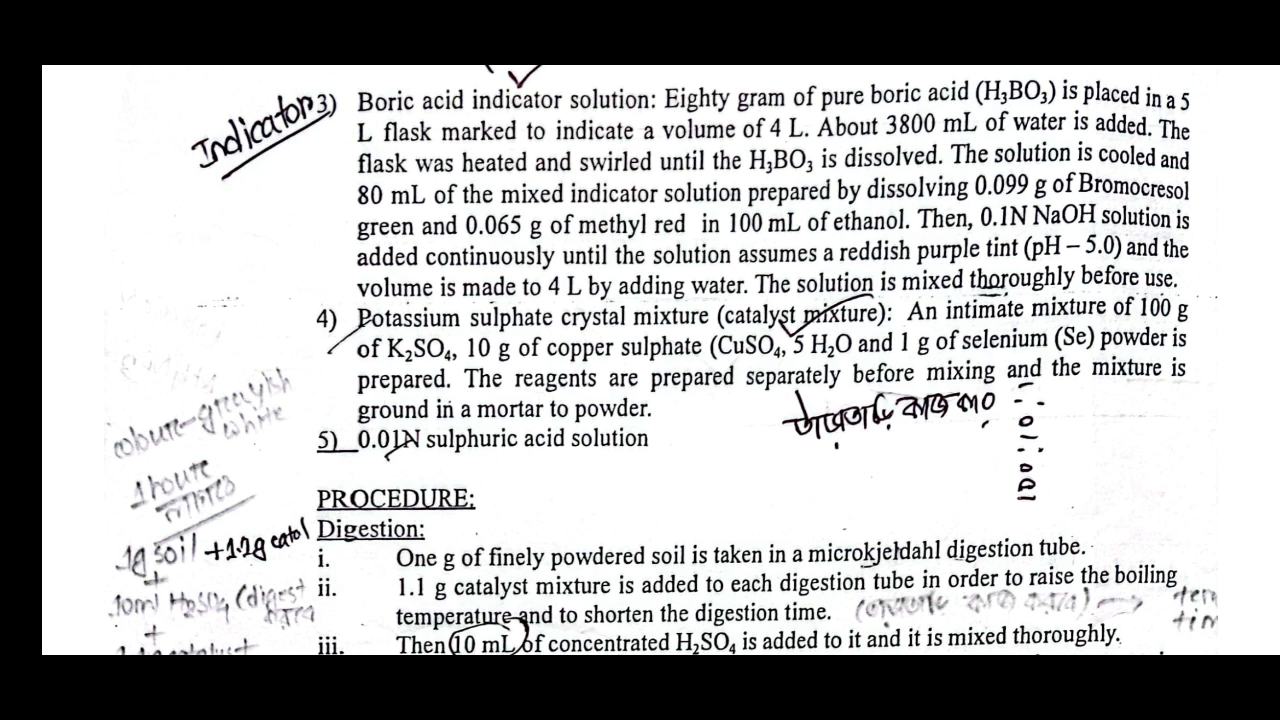 Indicator
3) Boric acid indicator solution: Eighty gram of pure boric acid (H₃BO₃) is placed in a 5
L flask marked to indicate a volume of 4 L. About 3800 mL of water is added. The
flask was heated and swirled until the H₃BO₃ is dissolved. The solution is cooled and
80 mL of the mixed indicator solution prepared by dissolving 0.099 g of Bromocresol
green and 0.065 g of methyl red in 100 mL of ethanol. Then, 0.1N NaOH solution is
added continuously until the solution assumes a reddish purple tint (pH – 5.0) and the
volume is made to 4 L by adding water. The solution is mixed thoroughly before use.
4) Potassium sulphate crystal mixture (catalyst mixture): An intimate mixture of 100 g
of K₂SO₄, 10 g of copper sulphate (CuSO₄, 5 H₂O and 1 g of selenium (Se) powder is
prepared. The reagents are prepared separately before mixing and the mixture is
ground in a mortar to powder.
5) 0.01N sulphuric acid solution
white
PROCEDURE:
Digestion:
1g soil
+
10ml H₂SO₄ (digest
+
i. One g of finely powdered soil is taken in a microkjeldahl digestion tube.
ii. 1.1 g catalyst mixture is added to each digestion tube in order to raise the boiling
temperature and to shorten the digestion time.
iii. Then 10 mL of concentrated H₂SO₄ is added to it and it is mixed thoroughly.